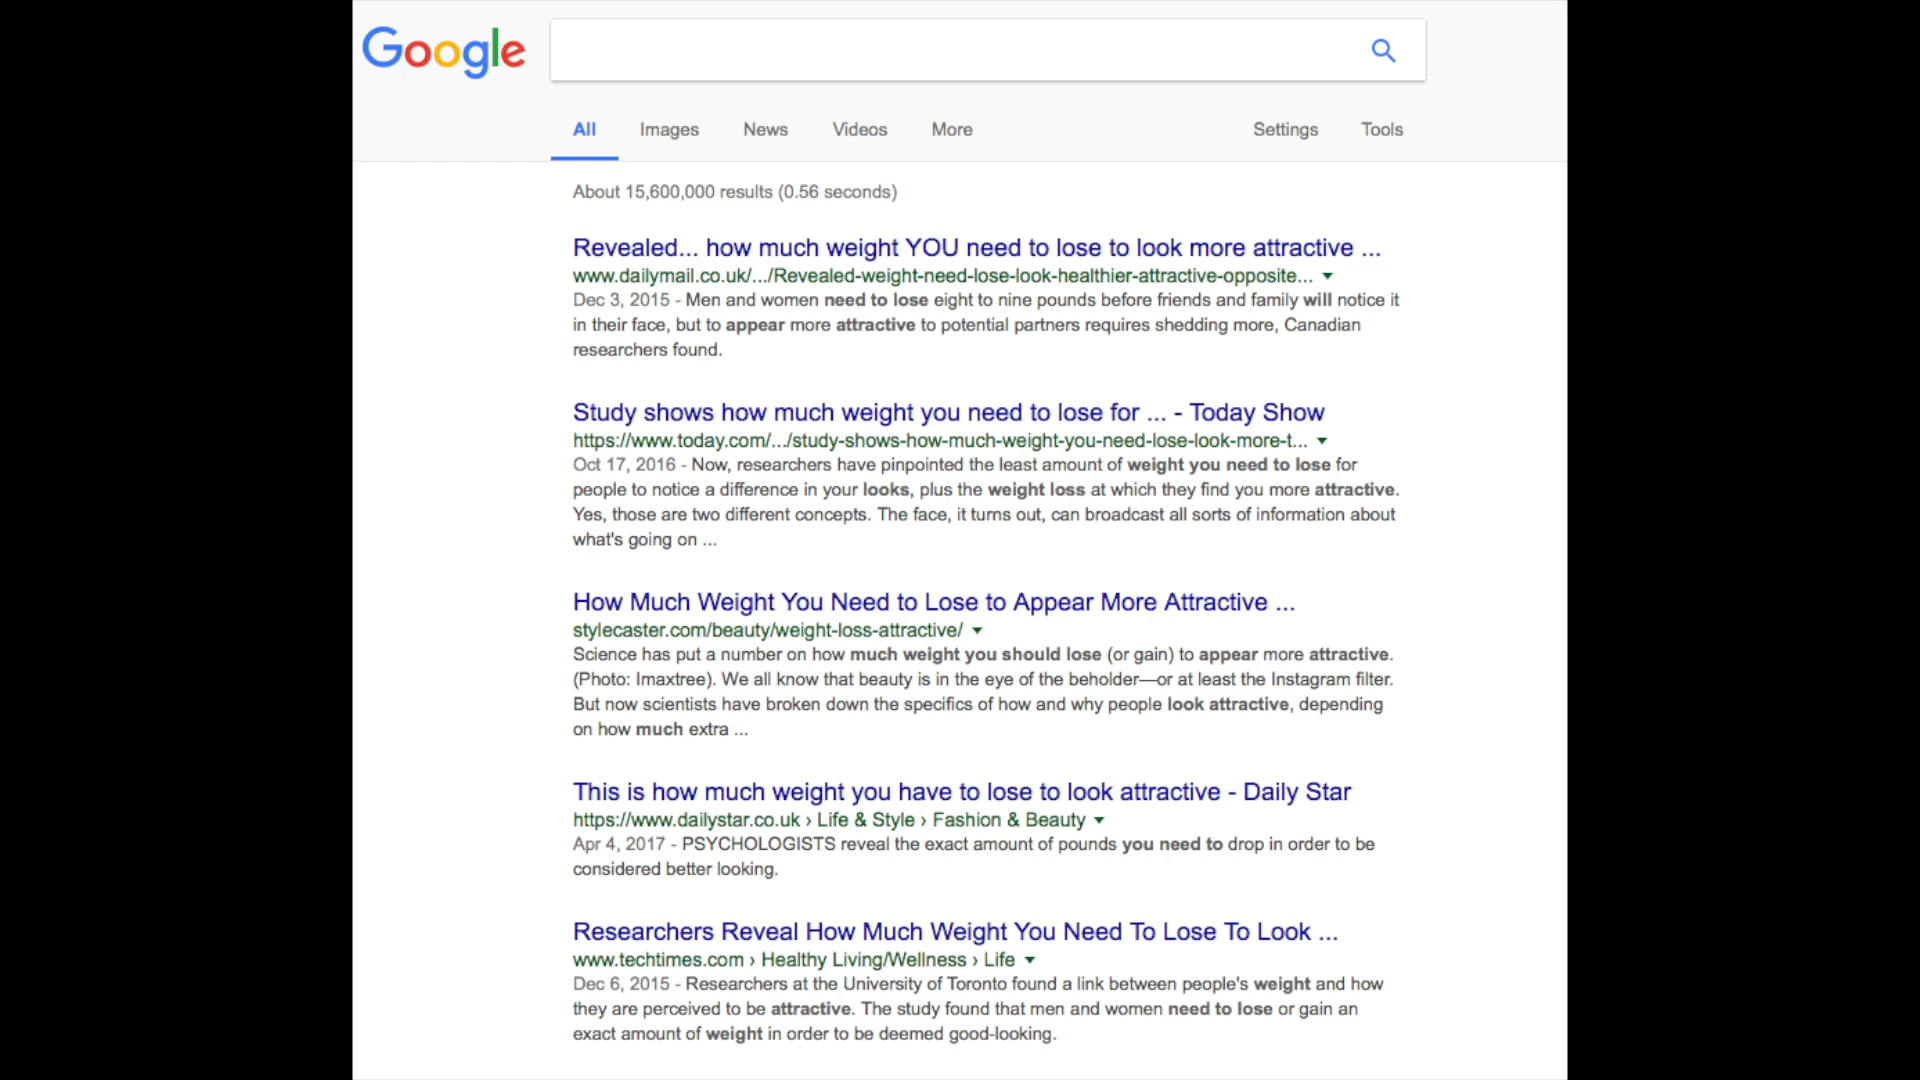 Google
All Images News Videos More Settings Tools
About 15,600,000 results (0.56 seconds)
Revealed... how much weight YOU need to lose to look more attractive ...
www.dailymail.co.uk/.../Revealed-weight-need-lose-look-healthier-attractive-opposite...
Dec 3, 2015 - Men and women need to lose eight to nine pounds before friends and family will notice it
in their face, but to appear more attractive to potential partners requires shedding more, Canadian
researchers found.
Study shows how much weight you need to lose for ... - Today Show
https://www.today.com/.../study-shows-how-much-weight-you-need-lose-look-more-t...
Oct 17, 2016 - Now, researchers have pinpointed the least amount of weight you need to lose for
people to notice a difference in your looks, plus the weight loss at which they find you more attractive.
Yes, those are two different concepts. The face, it turns out, can broadcast all sorts of information about
what's going on ...
How Much Weight You Need to Lose to Appear More Attractive ...
stylecaster.com/beauty/weight-loss-attractive/
Science has put a number on how much weight you should lose (or gain) to appear more attractive.
(Photo: Imaxtree). We all know that beauty is in the eye of the beholder—or at least the Instagram filter.
But now scientists have broken down the specifics of how and why people look attractive, depending
on how much extra ...
This is how much weight you have to lose to look attractive - Daily Star
https://www.dailystar.co.uk › Life & Style › Fashion & Beauty
Apr 4, 2017 - PSYCHOLOGISTS reveal the exact amount of pounds you need to drop in order to be
considered better looking.
Researchers Reveal How Much Weight You Need To Lose To Look ...
www.techtimes.com › Healthy Living/Wellness › Life
Dec 6, 2015 - Researchers at the University of Toronto found a link between people's weight and how
they are perceived to be attractive. The study found that men and women need to lose or gain an
exact amount of weight in order to be deemed good-looking.